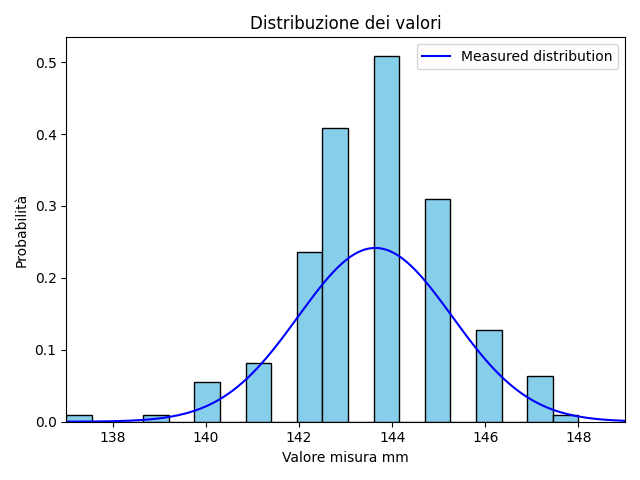 Distribuzione dei valori
Measured distribution
Probabilità
0.5
0.4
0.3
0.2
0.1
0.0
138 140 142 144 146 148
Valore misura mm